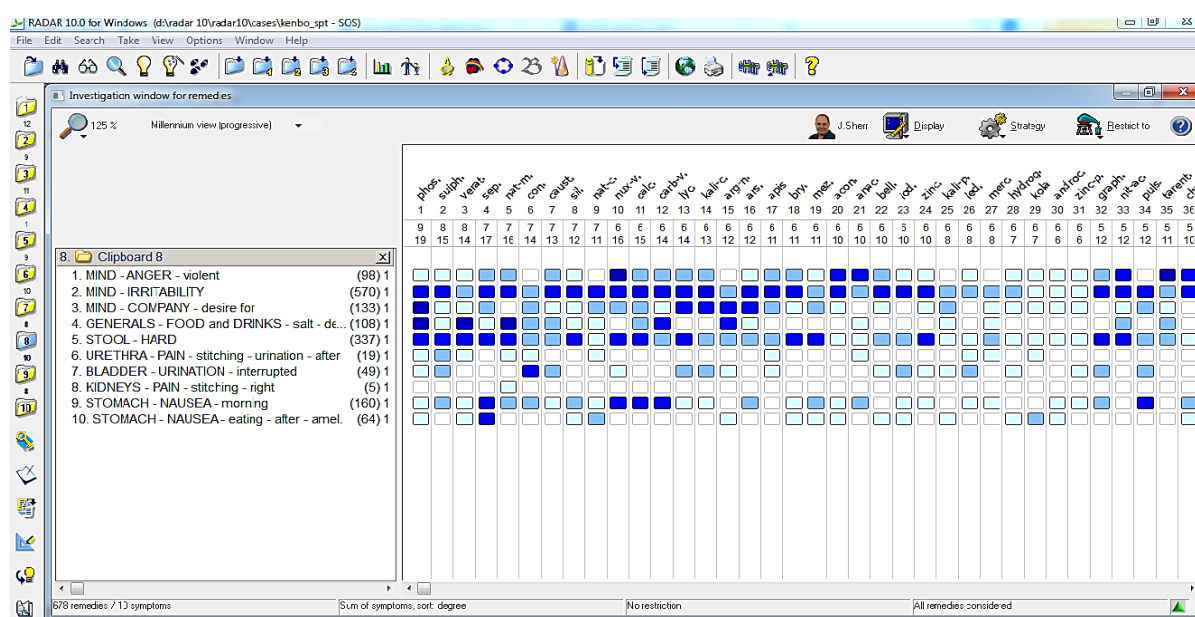 RADAR 10.0 for Windows (d:\radar 10\radar10\cases\kenbo_spt - SOS)
File Edit Search Take View Options Window Help
Investigation window for remedies
125 % Millennium view (progressive) J.Sherr Display Strategy Restrict to
phos. sulph. verat. sep. nat-m. con. caust. sil. nat-c. nux-v. calc. carb-v. lyc. kali-c. arg-n. ars. apis bry. mez. acon. anac. bell. iod. zinc. kali-p. led. merc. hydrog. kola androc. zinc-p. graph. nit-ac. puls. tarent.
1 2 3 4 5 6 7 8 9 10 11 12 13 14 15 16 17 18 19 20 21 22 23 24 25 26 27 28 29 30 31 32 33 34 35 36
9 8 8 7 7 7 7 7 7 6 6 6 6 6 6 6 6 6 6 6 6 6 6 6 6 6 6 6 6 6 6 5 5 5 5 5
19 15 14 17 16 14 13 12 11 16 15 14 14 13 12 12 11 11 11 10 10 10 10 10 8 8 8 7 7 6 6 12 12 12 11 10
8. Clipboard 8
1. MIND - ANGER - violent (98) 1
2. MIND - IRRITABILITY (570) 1
3. MIND - COMPANY - desire for (133) 1
4. GENERALS - FOOD and DRINKS - salt - de... (108) 1
5. STOOL - HARD (337) 1
6. URETHRA - PAIN - stitching - urination - after (19) 1
7. BLADDER - URINATION - interrupted (49) 1
8. KIDNEYS - PAIN - stitching - right (5) 1
9. STOMACH - NAUSEA - morning (160) 1
10. STOMACH - NAUSEA - eating - after - amel. (64) 1
678 remedies / 10 symptoms Sum of symptoms, sort: degree No restriction All remedies considered